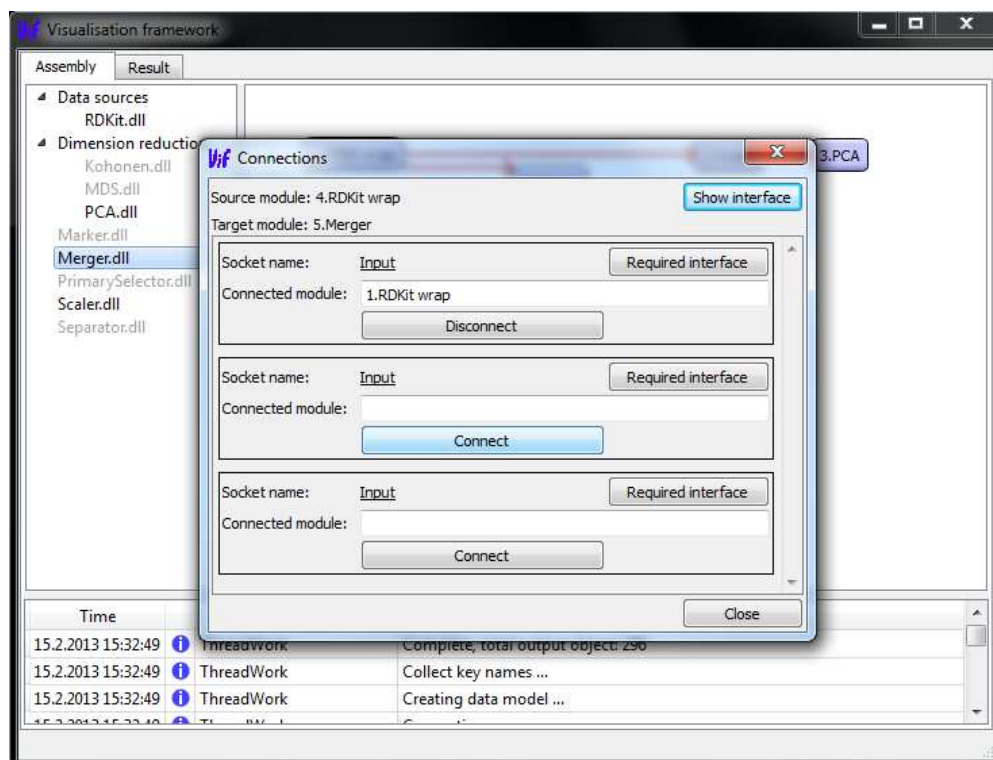 Vif Visualisation framework
Assembly Result
Data sources
RDKit.dll
Dimension reductio
Kohonen.dll
MDS.dll
PCA.dll
Marker.dll
Merger.dll
PrimarySelector.dll
Scaler.dll
Separator.dll
3.PCA
Vif Connections
Source module: 4.RDKit wrap Show interface
Target module: 5.Merger
Socket name: Input Required interface
Connected module: 1.RDKit wrap
Disconnect
Socket name: Input Required interface
Connected module:
Connect
Socket name: Input Required interface
Connected module:
Connect
Close
Time
15.2.2013 15:32:49 ThreadWork Complete, total output object: 296
15.2.2013 15:32:49 ThreadWork Collect key names ...
15.2.2013 15:32:49 ThreadWork Creating data model ...